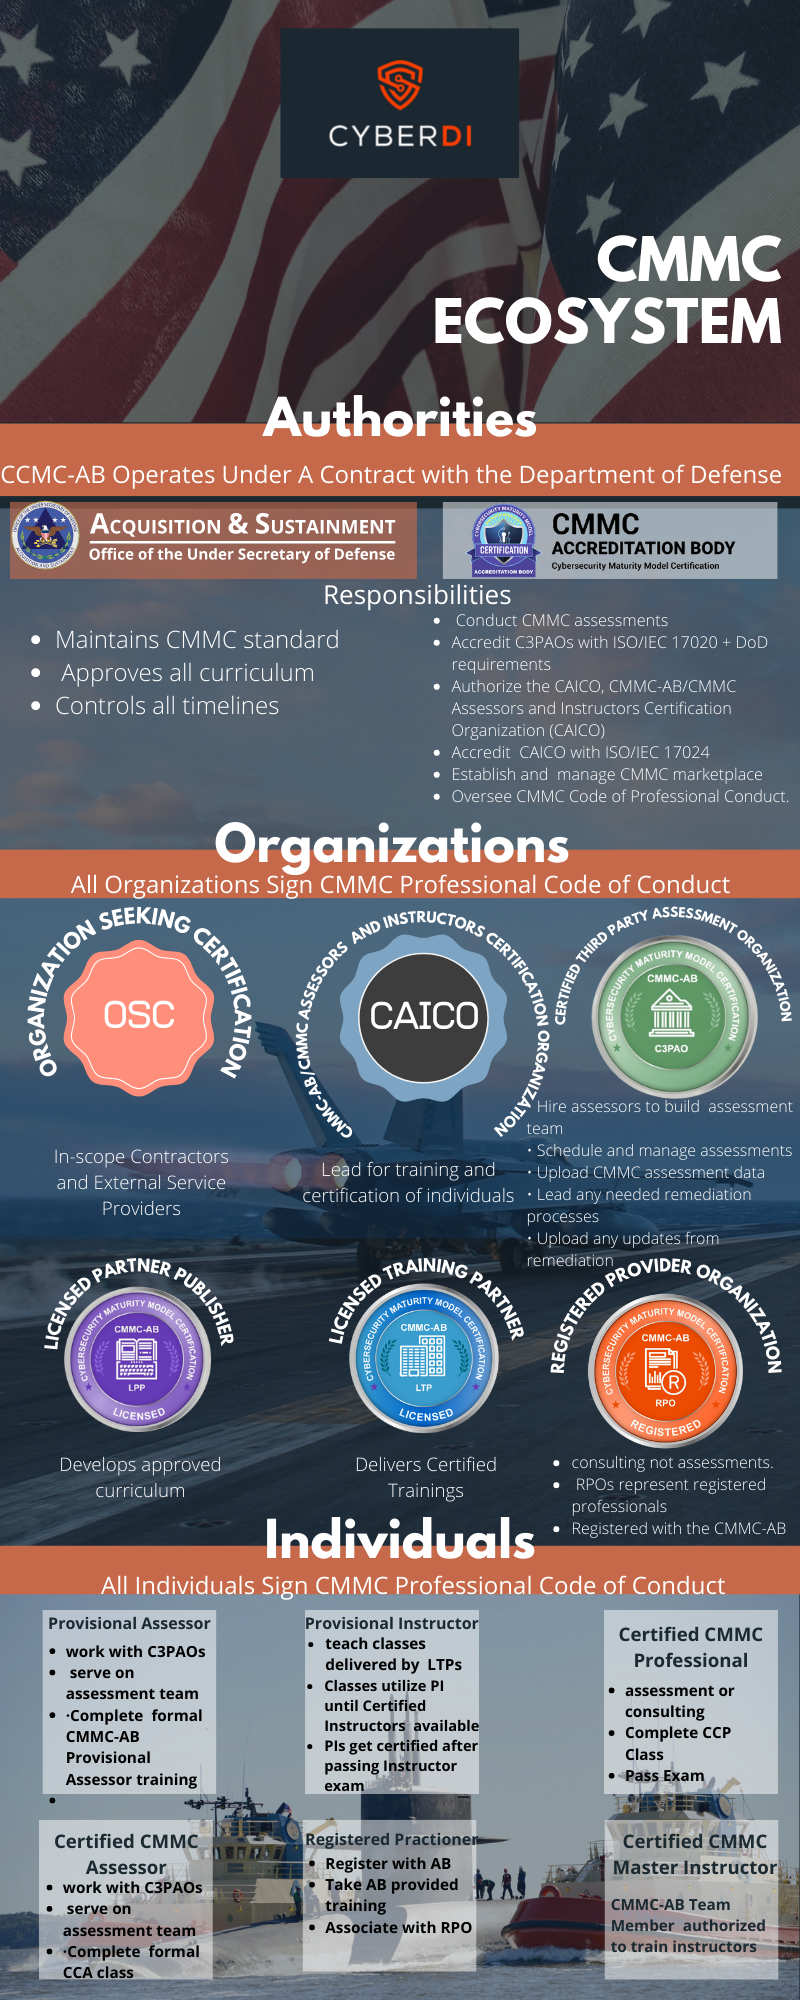 CYBERDI
CMMC
ECOSYSTEM
Authorities
CCMC-AB Operates Under A Contract with the Department of Defense
ACQUISITION & SUSTAINMENT
Office of the Under Secretary of Defense
CYBERSECURITY MATURITY MODEL
CERTIFICATION
ACCREDITATION BODY
CMMC
ACCREDITATION BODY
Cybersecurity Maturity Model Certification
Responsibilities
• Maintains CMMC standard
• Approves all curriculum
• Controls all timelines
• Conduct CMMC assessments
• Accredit C3PAOs with ISO/IEC 17020 + DoD
requirements
• Authorize the CAICO, CMMC-AB/CMMC
Assessors and Instructors Certification
Organization (CAICO)
• Accredit CAICO with ISO/IEC 17024
• Establish and manage CMMC marketplace
• Oversee CMMC Code of Professional Conduct.
Organizations
All Organizations Sign CMMC Professional Code of Conduct
ORGANIZATION SEEKING CERTIFICATION
OSC
In-scope Contractors
and External Service
Providers
CMMC-AB/CMMC ASSESSORS AND INSTRUCTORS CERTIFICATION ORGANIZATION
CAICO
Lead for training and
certification of individuals
CERTIFIED THIRD PARTY ASSESSMENT ORGANIZATION
CYBERSECURITY MATURITY MODEL CERTIFICATION
CMMC-AB
C3PAO
Hire assessors to build assessment
team
• Schedule and manage assessments
• Upload CMMC assessment data
• Lead any needed remediation
processes
• Upload any updates from
remediation
LICENSED PARTNER PUBLISHER
CYBERSECURITY MATURITY MODEL CERTIFICATION
CMMC-AB
LPP
LICENSED
Develops approved
curriculum
LICENSED TRAINING PARTNER
CYBERSECURITY MATURITY MODEL CERTIFICATION
CMMC-AB
LTP
LICENSED
Delivers Certified
Trainings
REGISTERED PROVIDER ORGANIZATION
CYBERSECURITY MATURITY MODEL CERTIFICATION
CMMC-AB
R
RPO
REGISTERED
• consulting not assessments.
• RPOs represent registered
professionals
• Registered with the CMMC-AB
Individuals
All Individuals Sign CMMC Professional Code of Conduct
Provisional Assessor
• work with C3PAOs
• serve on
assessment team
• ·Complete formal
CMMC-AB
Provisional
Assessor training
•
Provisional Instructor
• teach classes
delivered by LTPs
• Classes utilize PI
until Certified
Instructors available
• PIs get certified after
passing Instructor
exam
Certified CMMC
Professional
• assessment or
consulting
• Complete CCP
Class
• Pass Exam
Certified CMMC
Assessor
• work with C3PAOs
• serve on
assessment team
• ·Complete formal
CCA class
Registered Practioner
• Register with AB
• Take AB provided
training
• Associate with RPO
Certified CMMC
Master Instructor
CMMC-AB Team
Member authorized
to train instructors